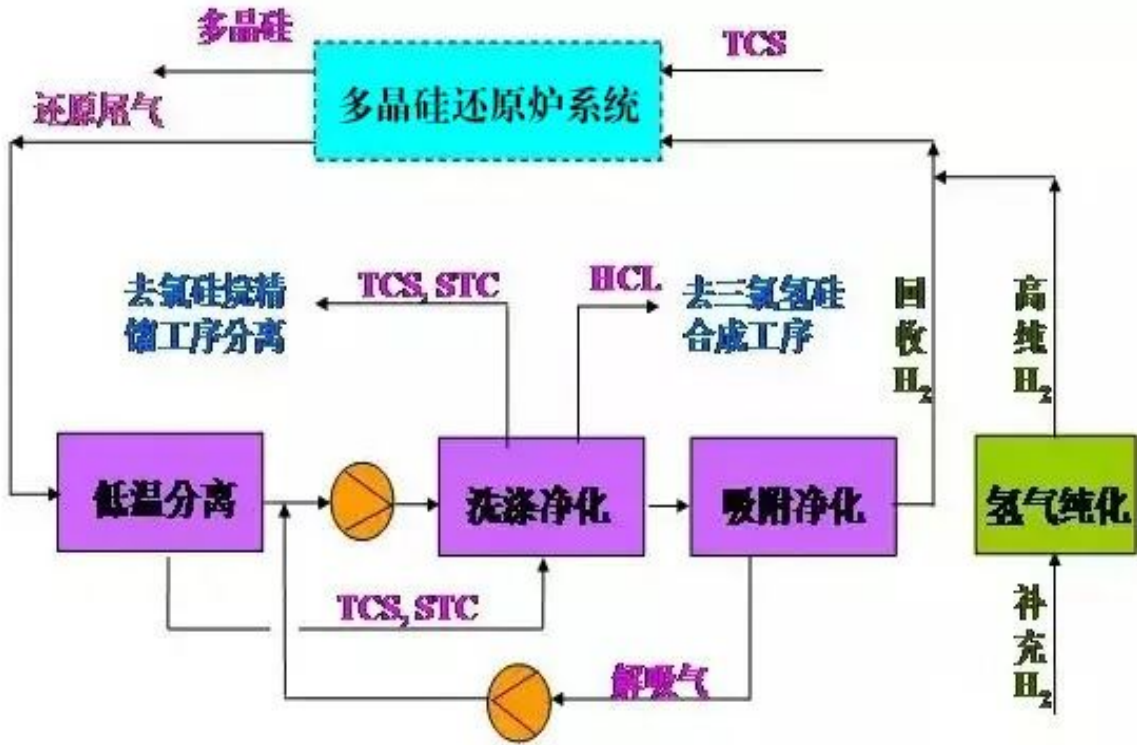 多晶硅
TCS
多晶硅还原炉系统
还原尾气
去氯硅烷精
馏工序分离
TCS, STC
HCL
去三氯氢硅
合成工序
回
收
H2
高
纯
H2
低温分离
洗涤净化
吸附净化
氢气纯化
TCS, STC
解吸气
补
充
H2